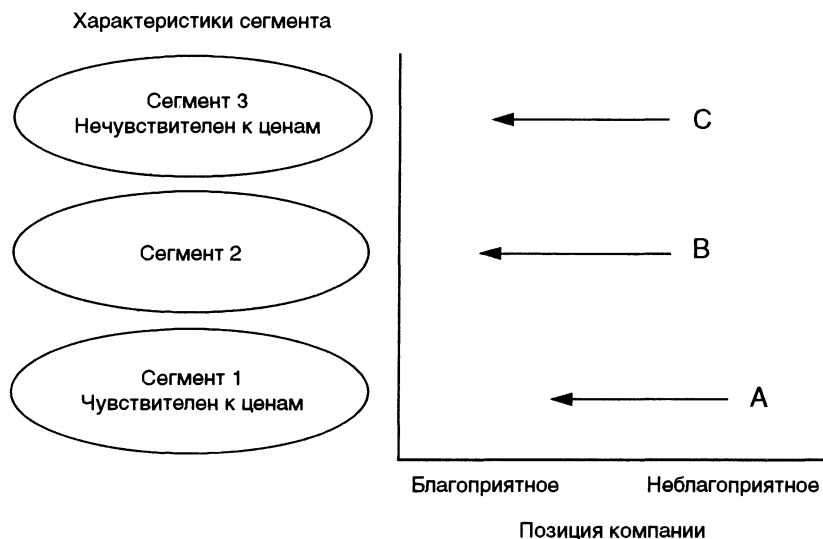 Характеристики сегмента
Сегмент 3
Нечувствителен к ценам
C
Сегмент 2
B
Сегмент 1
Чувствителен к ценам
A
Благоприятное
Неблагоприятное
Позиция компании